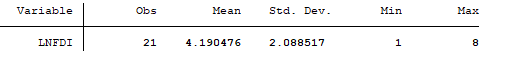 Variable Obs Mean Std. Dev. Min Max
LNFDI 21 4.190476 2.088517 1 8